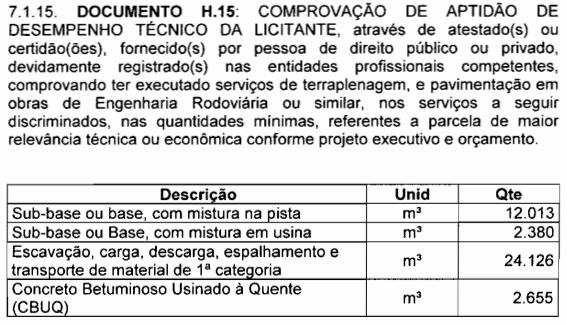 7.1.15. DOCUMENTO H.15: COMPROVAÇÃO DE APTIDÃO DE
DESEMPENHO TÉCNICO DA LICITANTE, através de atestado(s) ou
certidão(ões), fornecido(s) por pessoa de direito público ou privado,
devidamente registrado(s) nas entidades profissionais competentes,
comprovando ter executado serviços de terraplenagem, e pavimentação em
obras de Engenharia Rodoviária ou similar, nos serviços a seguir
discriminados, nas quantidades mínimas, referentes a parcela de maior
relevância técnica ou econômica conforme projeto executivo e orçamento.
Descrição Unid Qte
Sub-base ou base, com mistura na pista m³ 12.013
Sub-base ou Base, com mistura em usina m³ 2.380
Escavação, carga, descarga, espalhamento e
transporte de material de 1ª categoria m³ 24.126
Concreto Betuminoso Usinado à Quente
(CBUQ) m³ 2.655